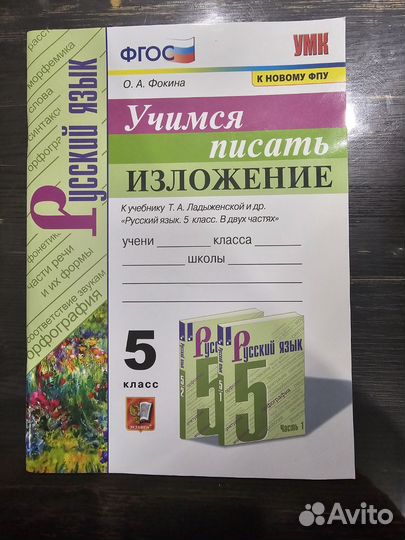 ФГОС
УМК
К НОВОМУ ФПУ
О. А. Фокина
Учимся
писать
ИЗЛОЖЕНИЕ
К учебнику Т. А. Ладыженской и др.
«Русский язык. 5 класс. В двух частях»
учени класса
школы
5
класс
ЭКЗАМЕН
Русский язык
морфемика
слова
синтаксис
орфография
фонетика
части речи
и их формы
соответствие звукам
орфография
Русский язык
5
Русский язык
5
Часть 1
Avito